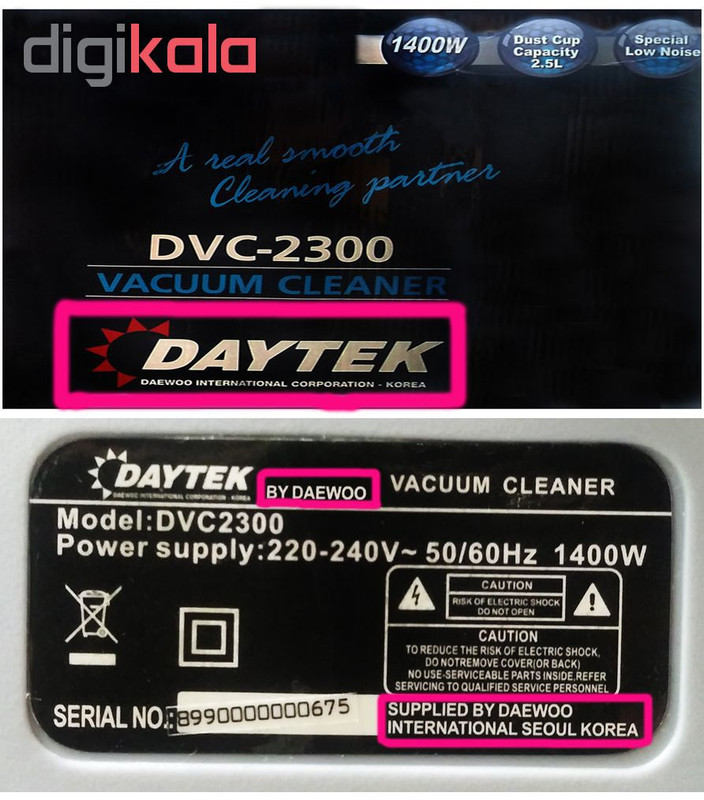 digikala
1400W
Dust Cup
Capacity
2.5L
Special
Low Noise
A real smooth
Cleaning partner
DVC-2300
VACUUM CLEANER
DAYTEK
DAEWOO INTERNATIONAL CORPORATION - KOREA
DAYTEK BY DAEWOO VACUUM CLEANER
DAEWOO INTERNATIONAL CORPORATION - KOREA
Model:DVC2300
Power supply:220-240V~ 50/60Hz 1400W
CAUTION
RISK OF ELECTRIC SHOCK
DO NOT OPEN
CAUTION
TO REDUCE THE RISK OF ELECTRIC SHOCK,
DO NOTREMOVE COVER(OR BACK)
NO USE-SERVICEABLE PARTS INSIDE.REFER
SERVICING TO QUALIFIED SERVICE PERSONNEL
SERIAL NO.:8990000000675
SUPPLIED BY DAEWOO
INTERNATIONAL SEOUL KOREA